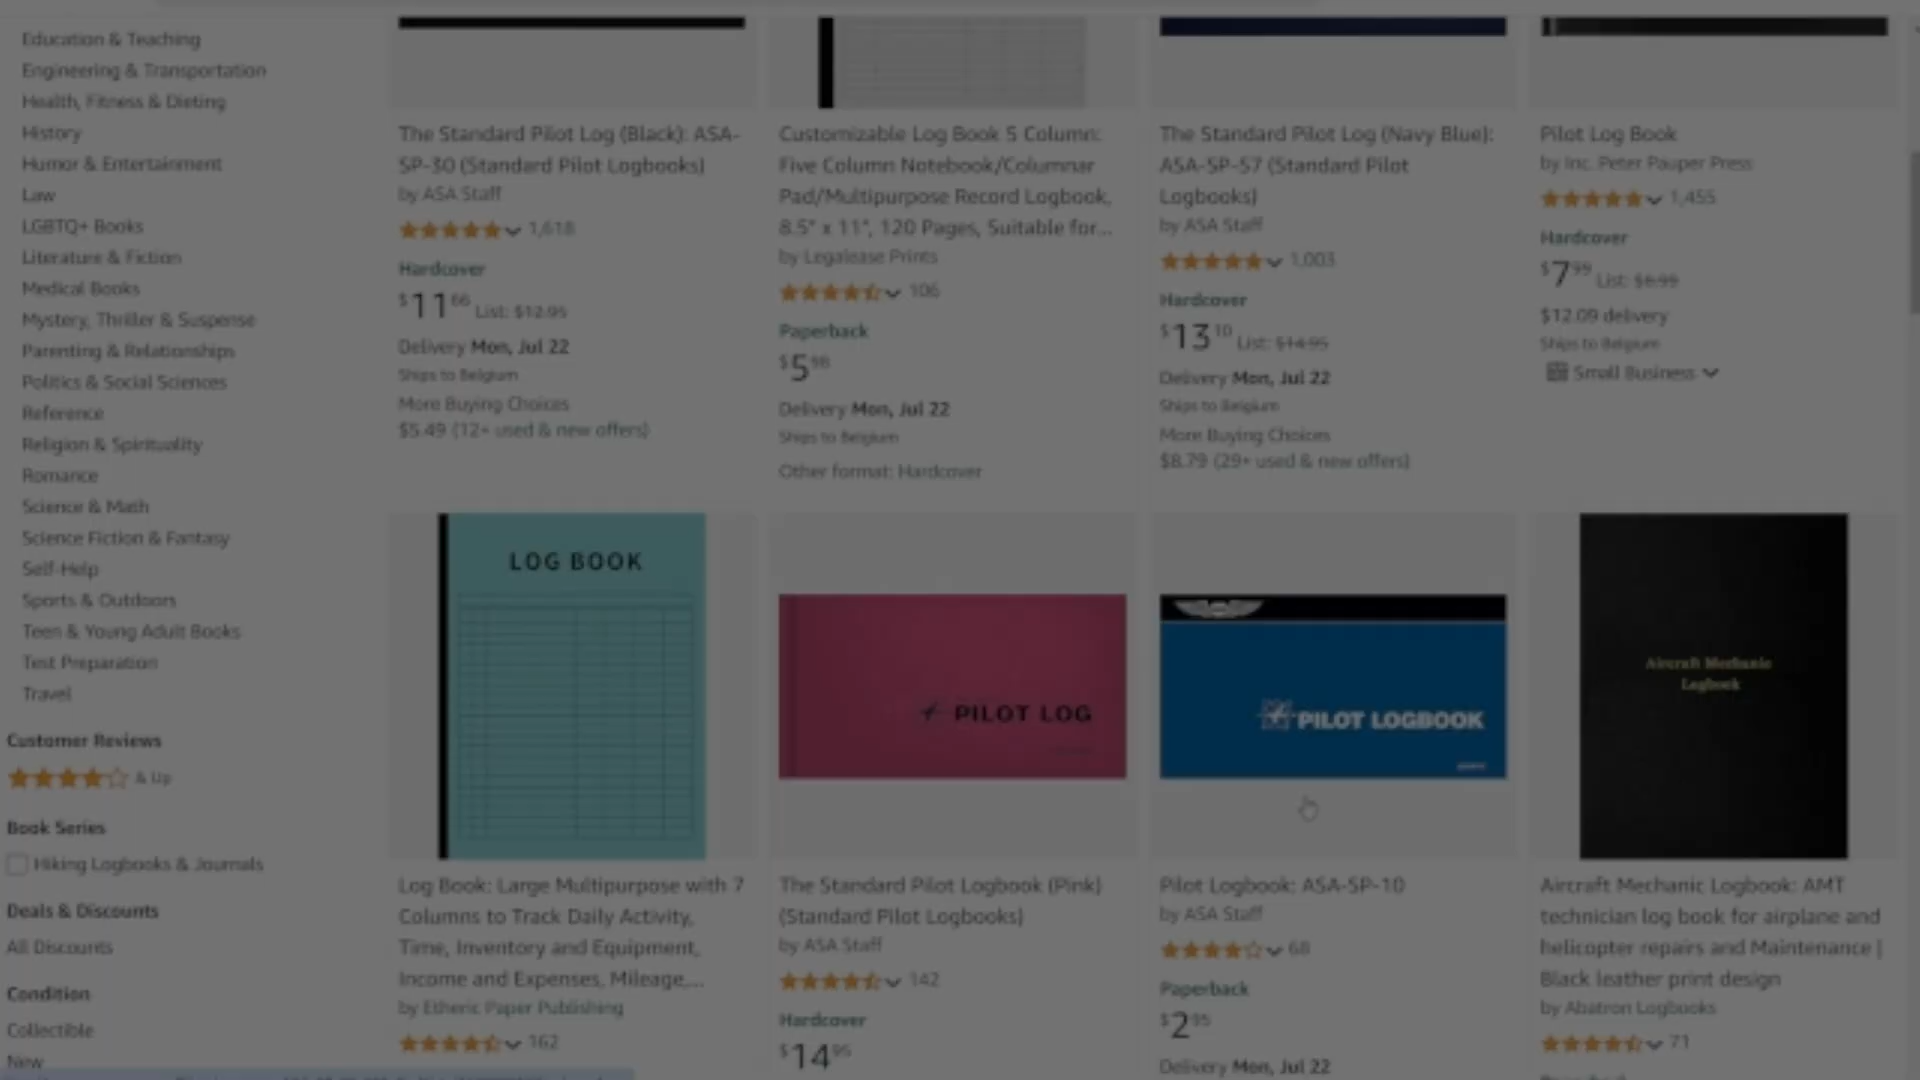 Education & Teaching
Engineering & Transportation
Health, Fitness & Dieting
History
Humor & Entertainment
Law
LGBTQ+ Books
Literature & Fiction
Medical Books
Mystery, Thriller & Suspense
Parenting & Relationships
Politics & Social Sciences
Reference
Religion & Spirituality
Romance
Science & Math
Science Fiction & Fantasy
Self-Help
Sports & Outdoors
Teen & Young Adult Books
Test Preparation
Travel
Customer Reviews
& Up
Book Series
Hiking Logbooks & Journals
Deals & Discounts
All Discounts
Condition
Collectible
New
The Standard Pilot Log (Black): ASA-
SP-30 (Standard Pilot Logbooks)
by ASA Staff
1,618
Hardcover
$11.66 List: $12.95
Delivery Mon, Jul 22
Ships to Belgium
More Buying Choices
$5.49 (12+ used & new offers)
Customizable Log Book 5 Column:
Five Column Notebook/Columnar
Pad/Multipurpose Record Logbook,
8.5" x 11", 120 Pages, Suitable for...
by Legalease Prints
106
Paperback
$5.98
Delivery Mon, Jul 22
Ships to Belgium
Other format: Hardcover
The Standard Pilot Log (Navy Blue):
ASA-SP-57 (Standard Pilot
Logbooks)
by ASA Staff
1,003
Hardcover
$13.10 List: $14.95
Delivery Mon, Jul 22
Ships to Belgium
More Buying Choices
$8.79 (29+ used & new offers)
Pilot Log Book
by Inc. Peter Pauper Press
1,455
Hardcover
$7.99 List: $8.99
$12.09 delivery
Ships to Belgium
Small Business
LOG BOOK
Log Book: Large Multipurpose with 7
Columns to Track Daily Activity,
Time, Inventory and Equipment,
Income and Expenses, Mileage,...
by Etheric Paper Publishing
162
PILOT LOG
The Standard Pilot Logbook (Pink)
(Standard Pilot Logbooks)
by ASA Staff
142
Hardcover
$14.95
PILOT LOGBOOK
Pilot Logbook: ASA-SP-10
by ASA Staff
68
Paperback
$2.95
Delivery Mon, Jul 22
Aircraft Mechanic
Logbook
Aircraft Mechanic Logbook: AMT
technician log book for airplane and
helicopter repairs and Maintenance |
Black leather print design
by Abatron Logbooks
71